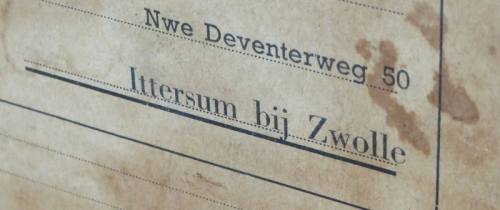 Nwe Deventerweg 50
Ittersum bij Zwolle